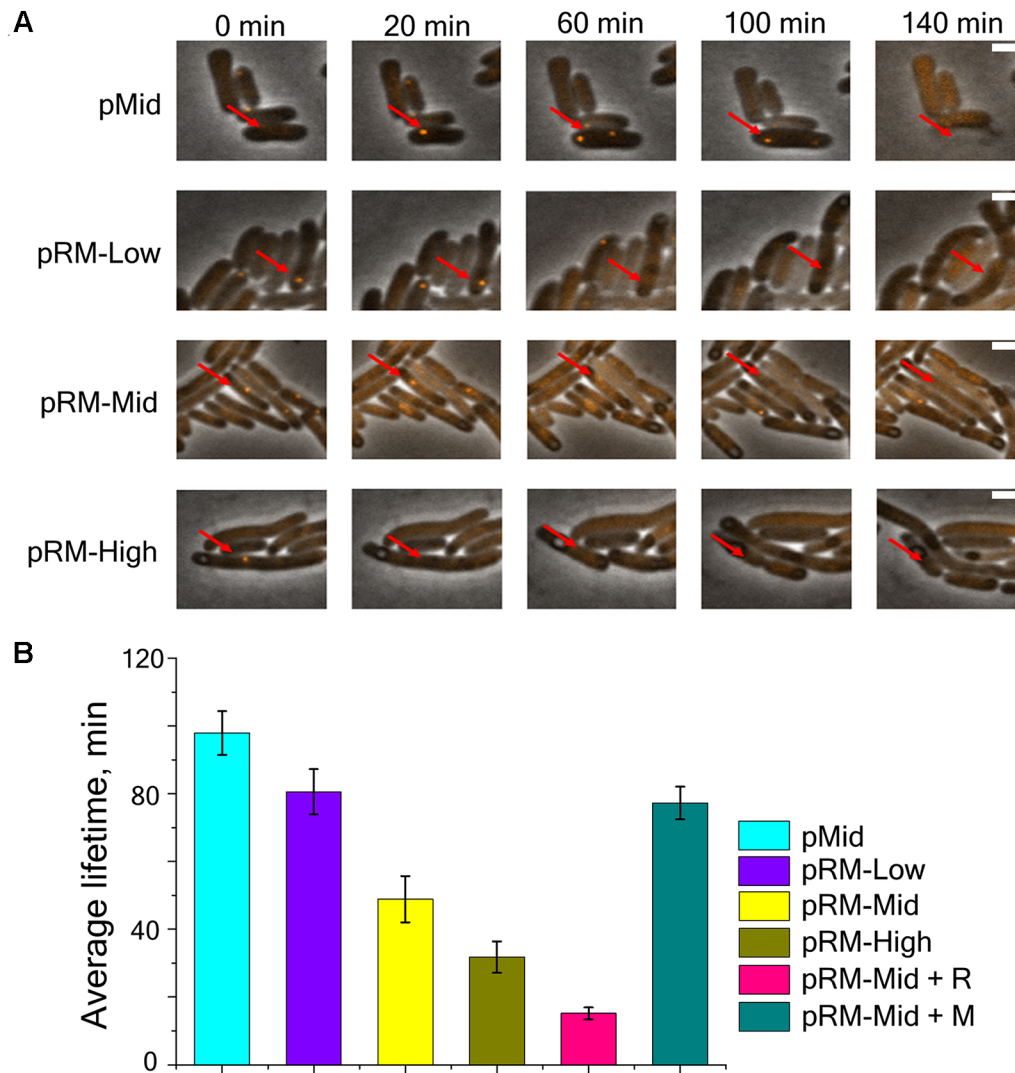 A
0 min 20 min 60 min 100 min 140 min
pMid
pRM-Low
pRM-Mid
pRM-High
B
Average lifetime, min
120
80
40
0
pMid
pRM-Low
pRM-Mid
pRM-High
pRM-Mid + R
pRM-Mid + M